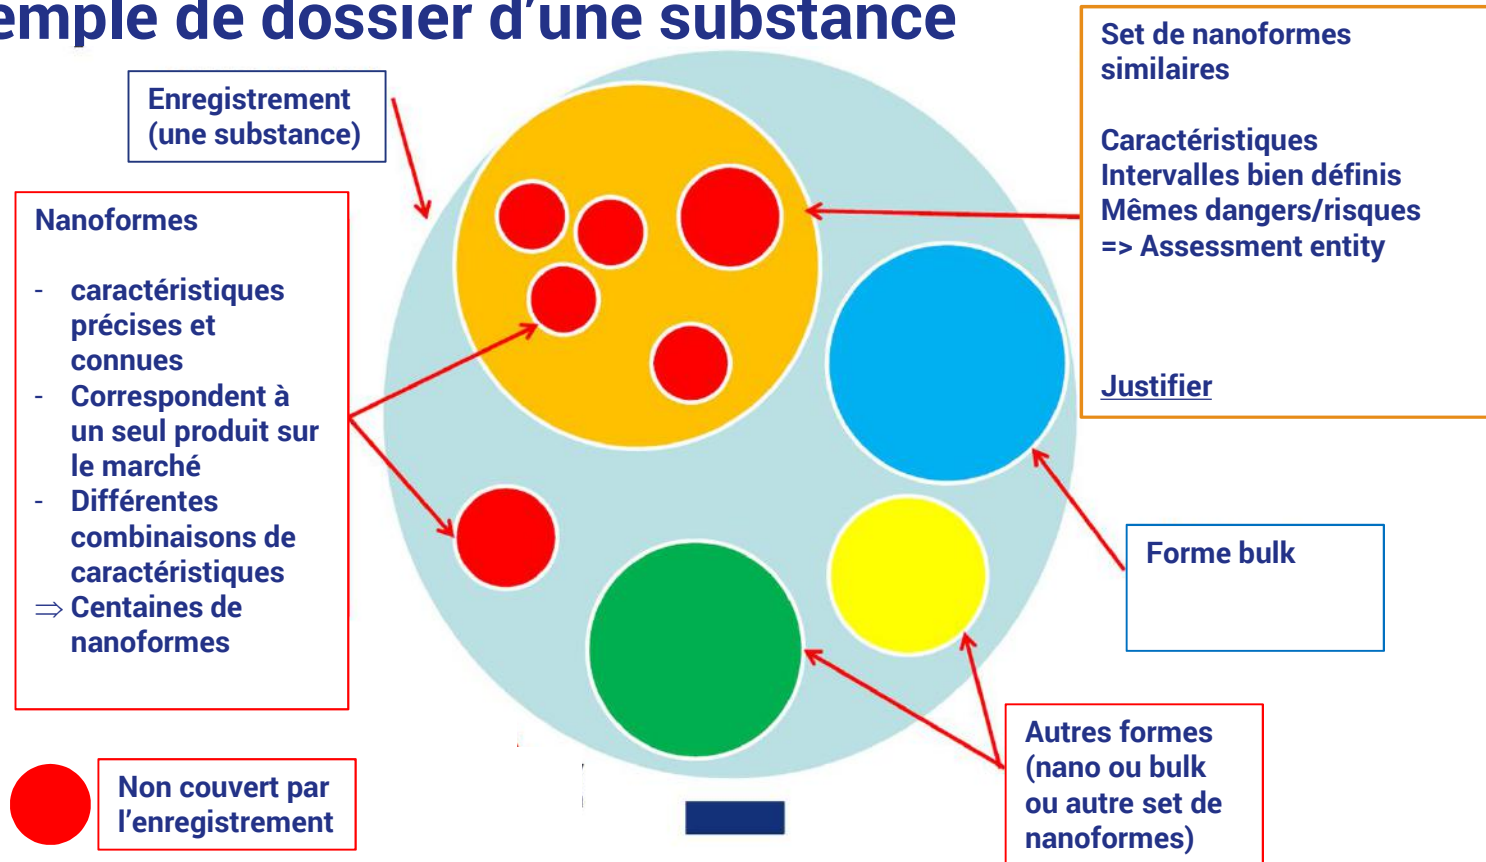 emple de dossier d'une substance
Enregistrement
(une substance)
Nanoformes
- caractéristiques
précises et
connues
- Correspondent à
un seul produit sur
le marché
- Différentes
combinaisons de
caractéristiques
⇒ Centaines de
nanoformes
Non couvert par
l'enregistrement
Set de nanoformes
similaires
Caractéristiques
Intervalles bien définis
Mêmes dangers/risques
=> Assessment entity
Justifier
Forme bulk
Autres formes
(nano ou bulk
ou autre set de
nanoformes)